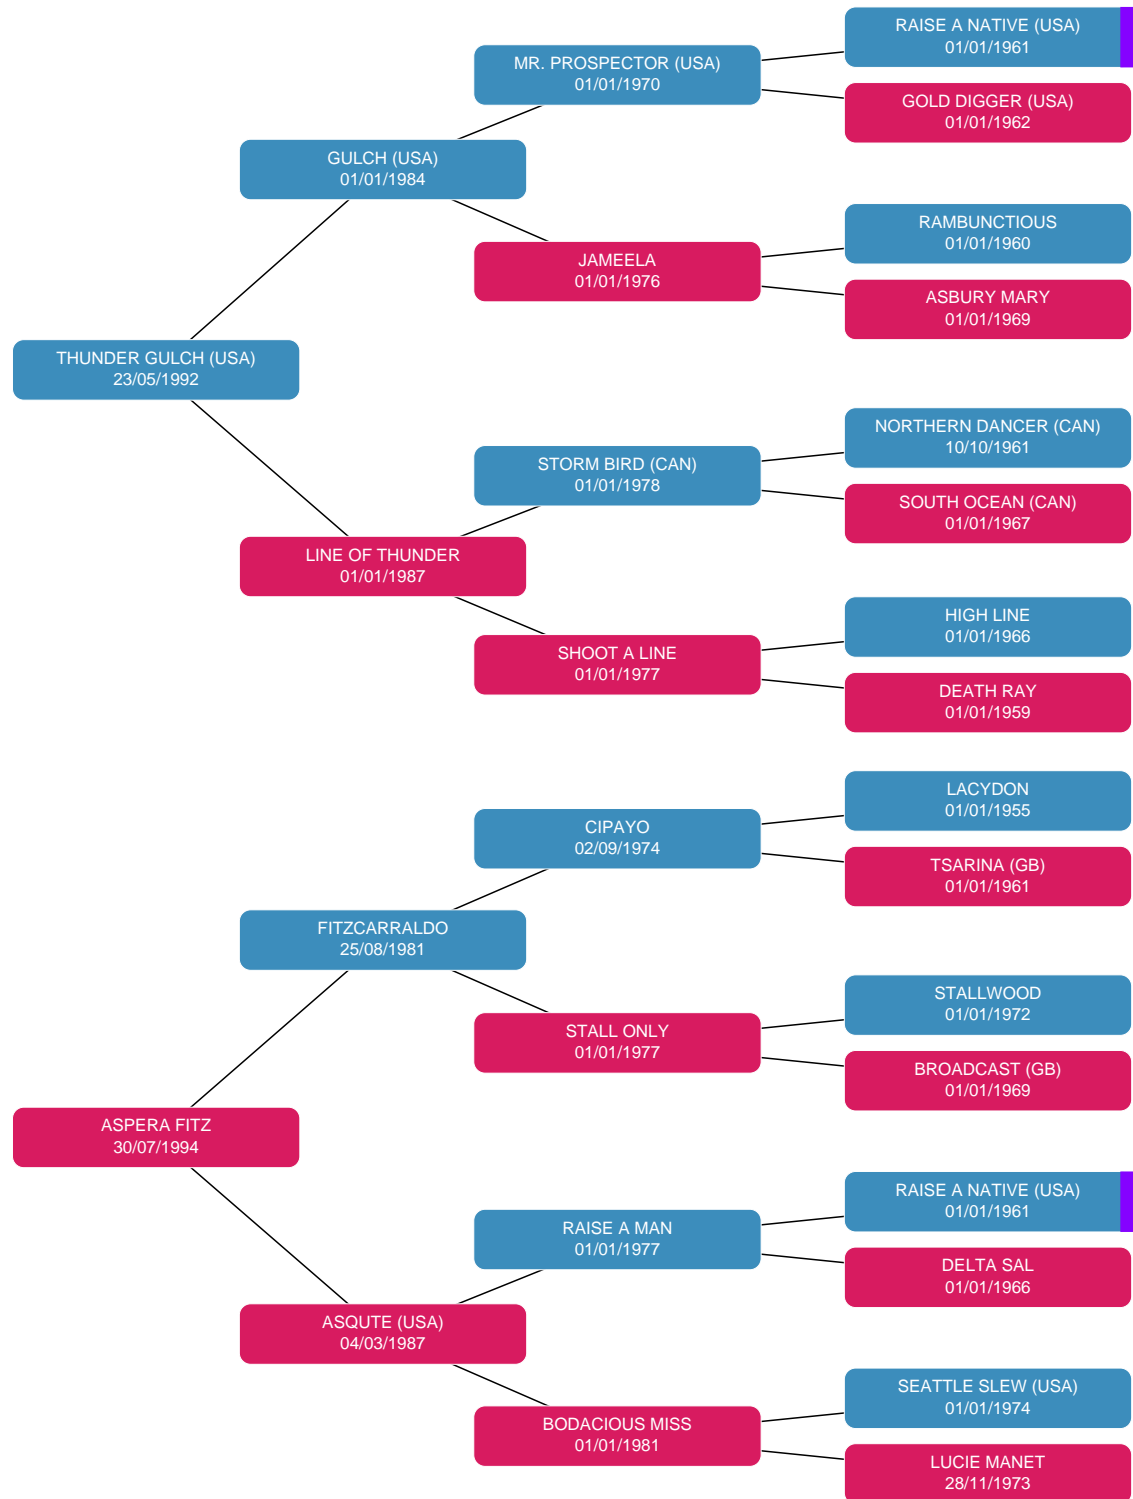 RAISE A NATIVE (USA)
01/01/1961
MR. PROSPECTOR (USA)
01/01/1970
GOLD DIGGER (USA)
01/01/1962
GULCH (USA)
01/01/1984
RAMBUNCTIOUS
01/01/1960
JAMEELA
01/01/1976
ASBURY MARY
01/01/1969
THUNDER GULCH (USA)
23/05/1992
NORTHERN DANCER (CAN)
10/10/1961
STORM BIRD (CAN)
01/01/1978
SOUTH OCEAN (CAN)
01/01/1967
LINE OF THUNDER
01/01/1987
HIGH LINE
01/01/1966
SHOOT A LINE
01/01/1977
DEATH RAY
01/01/1959
LACYDON
01/01/1955
CIPAYO
02/09/1974
TSARINA (GB)
01/01/1961
FITZCARRALDO
25/08/1981
STALLWOOD
01/01/1972
STALL ONLY
01/01/1977
BROADCAST (GB)
01/01/1969
ASPERA FITZ
30/07/1994
RAISE A NATIVE (USA)
01/01/1961
RAISE A MAN
01/01/1977
DELTA SAL
01/01/1966
ASQUTE (USA)
04/03/1987
SEATTLE SLEW (USA)
01/01/1974
BODACIOUS MISS
01/01/1981
LUCIE MANET
28/11/1973